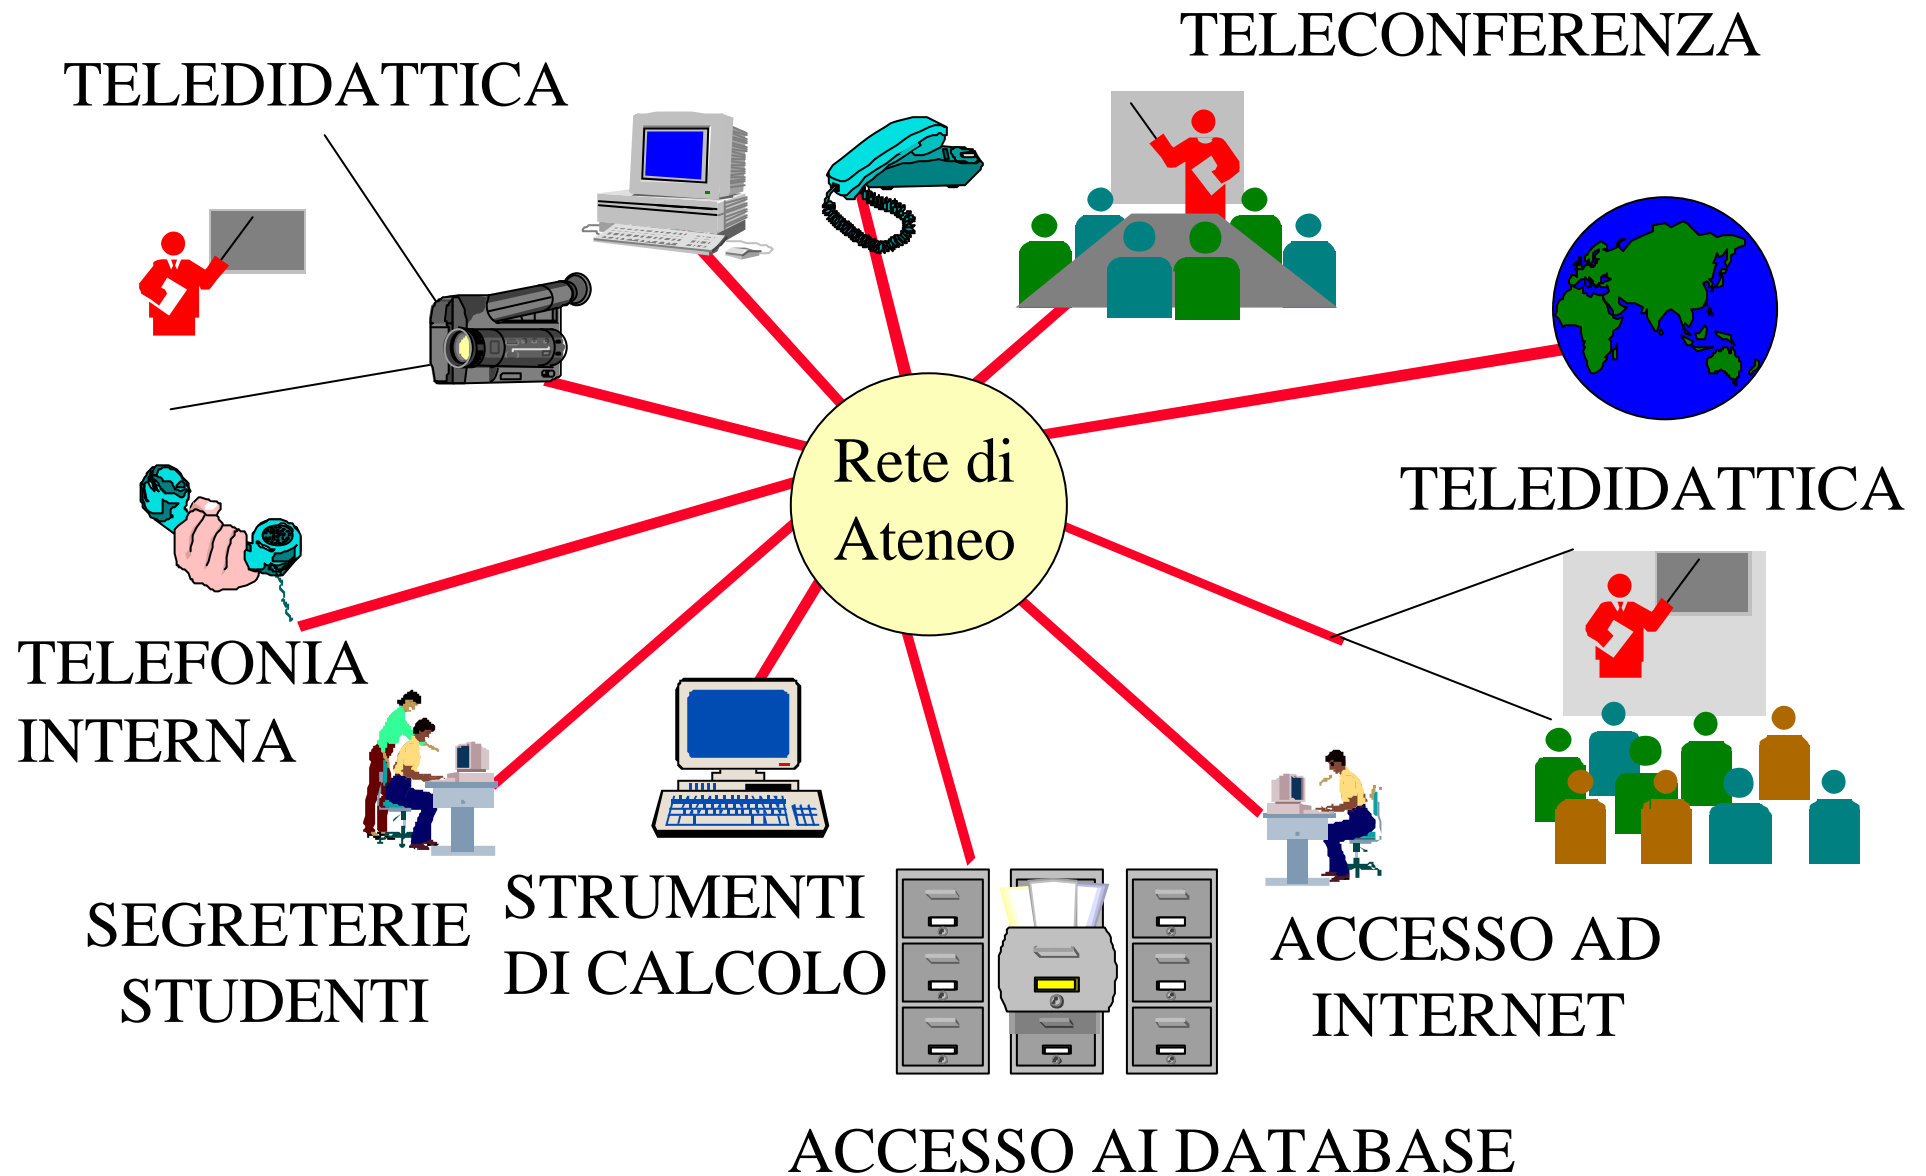 TELECONFERENZA
TELEDIDATTICA
Rete di
Ateneo
TELEDIDATTICA
TELEFONIA
INTERNA
SEGRETERIE
STUDENTI
STRUMENTI
DI CALCOLO
ACCESSO AD
INTERNET
ACCESSO AI DATABASE